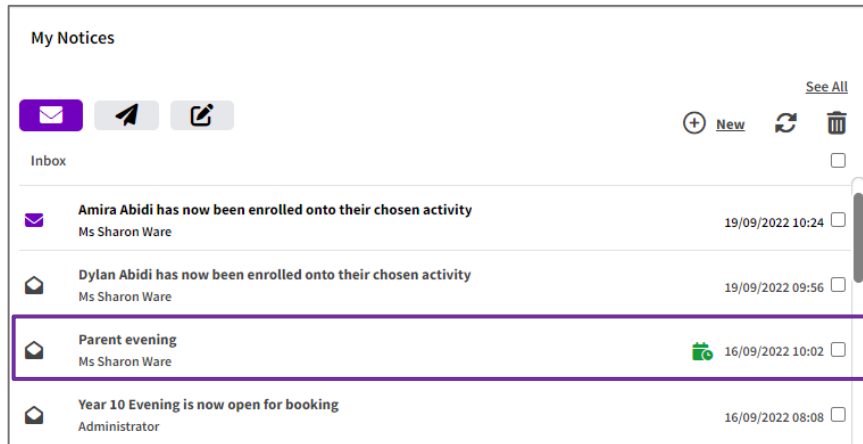 My Notices
See All
New
Inbox
Amira Abidi has now been enrolled onto their chosen activity
Ms Sharon Ware
19/09/2022 10:24
Dylan Abidi has now been enrolled onto their chosen activity
Ms Sharon Ware
19/09/2022 09:56
Parent evening
Ms Sharon Ware
16/09/2022 10:02
Year 10 Evening is now open for booking
Administrator
16/09/2022 08:08